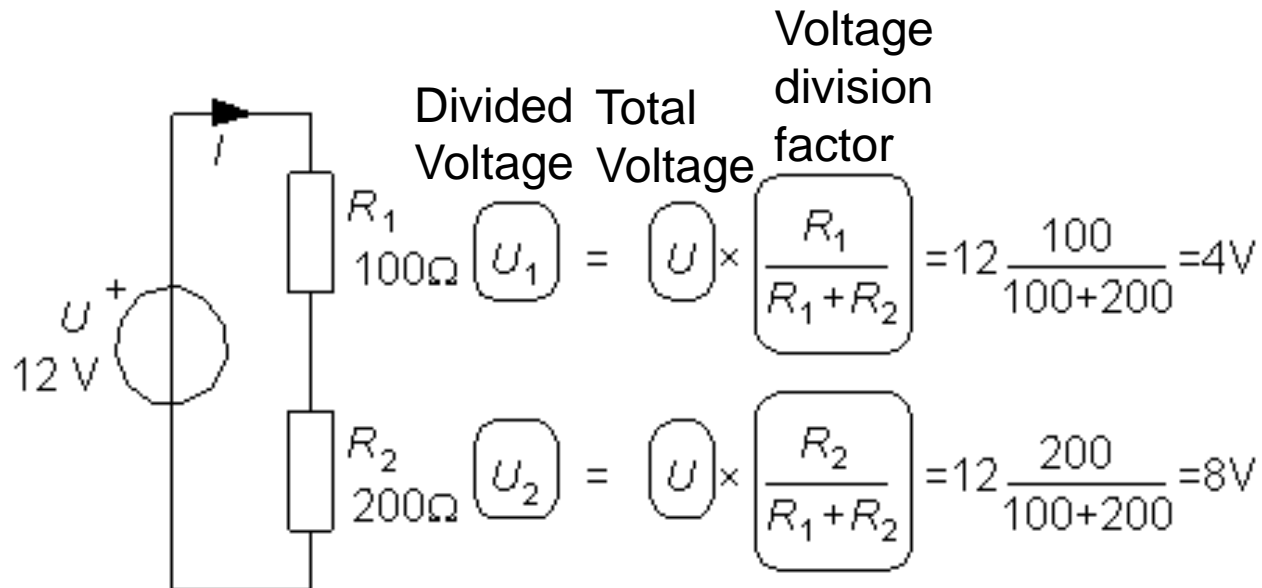 Voltage
division
factor
Divided
Voltage
Total
Voltage
I
U +
12 V
R₁
100Ω
U₁ = U × R₁ / (R₁+R₂) =12 100 / (100+200) =4V
R₂
200Ω
U₂ = U × R₂ / (R₁+R₂) =12 200 / (100+200) =8V